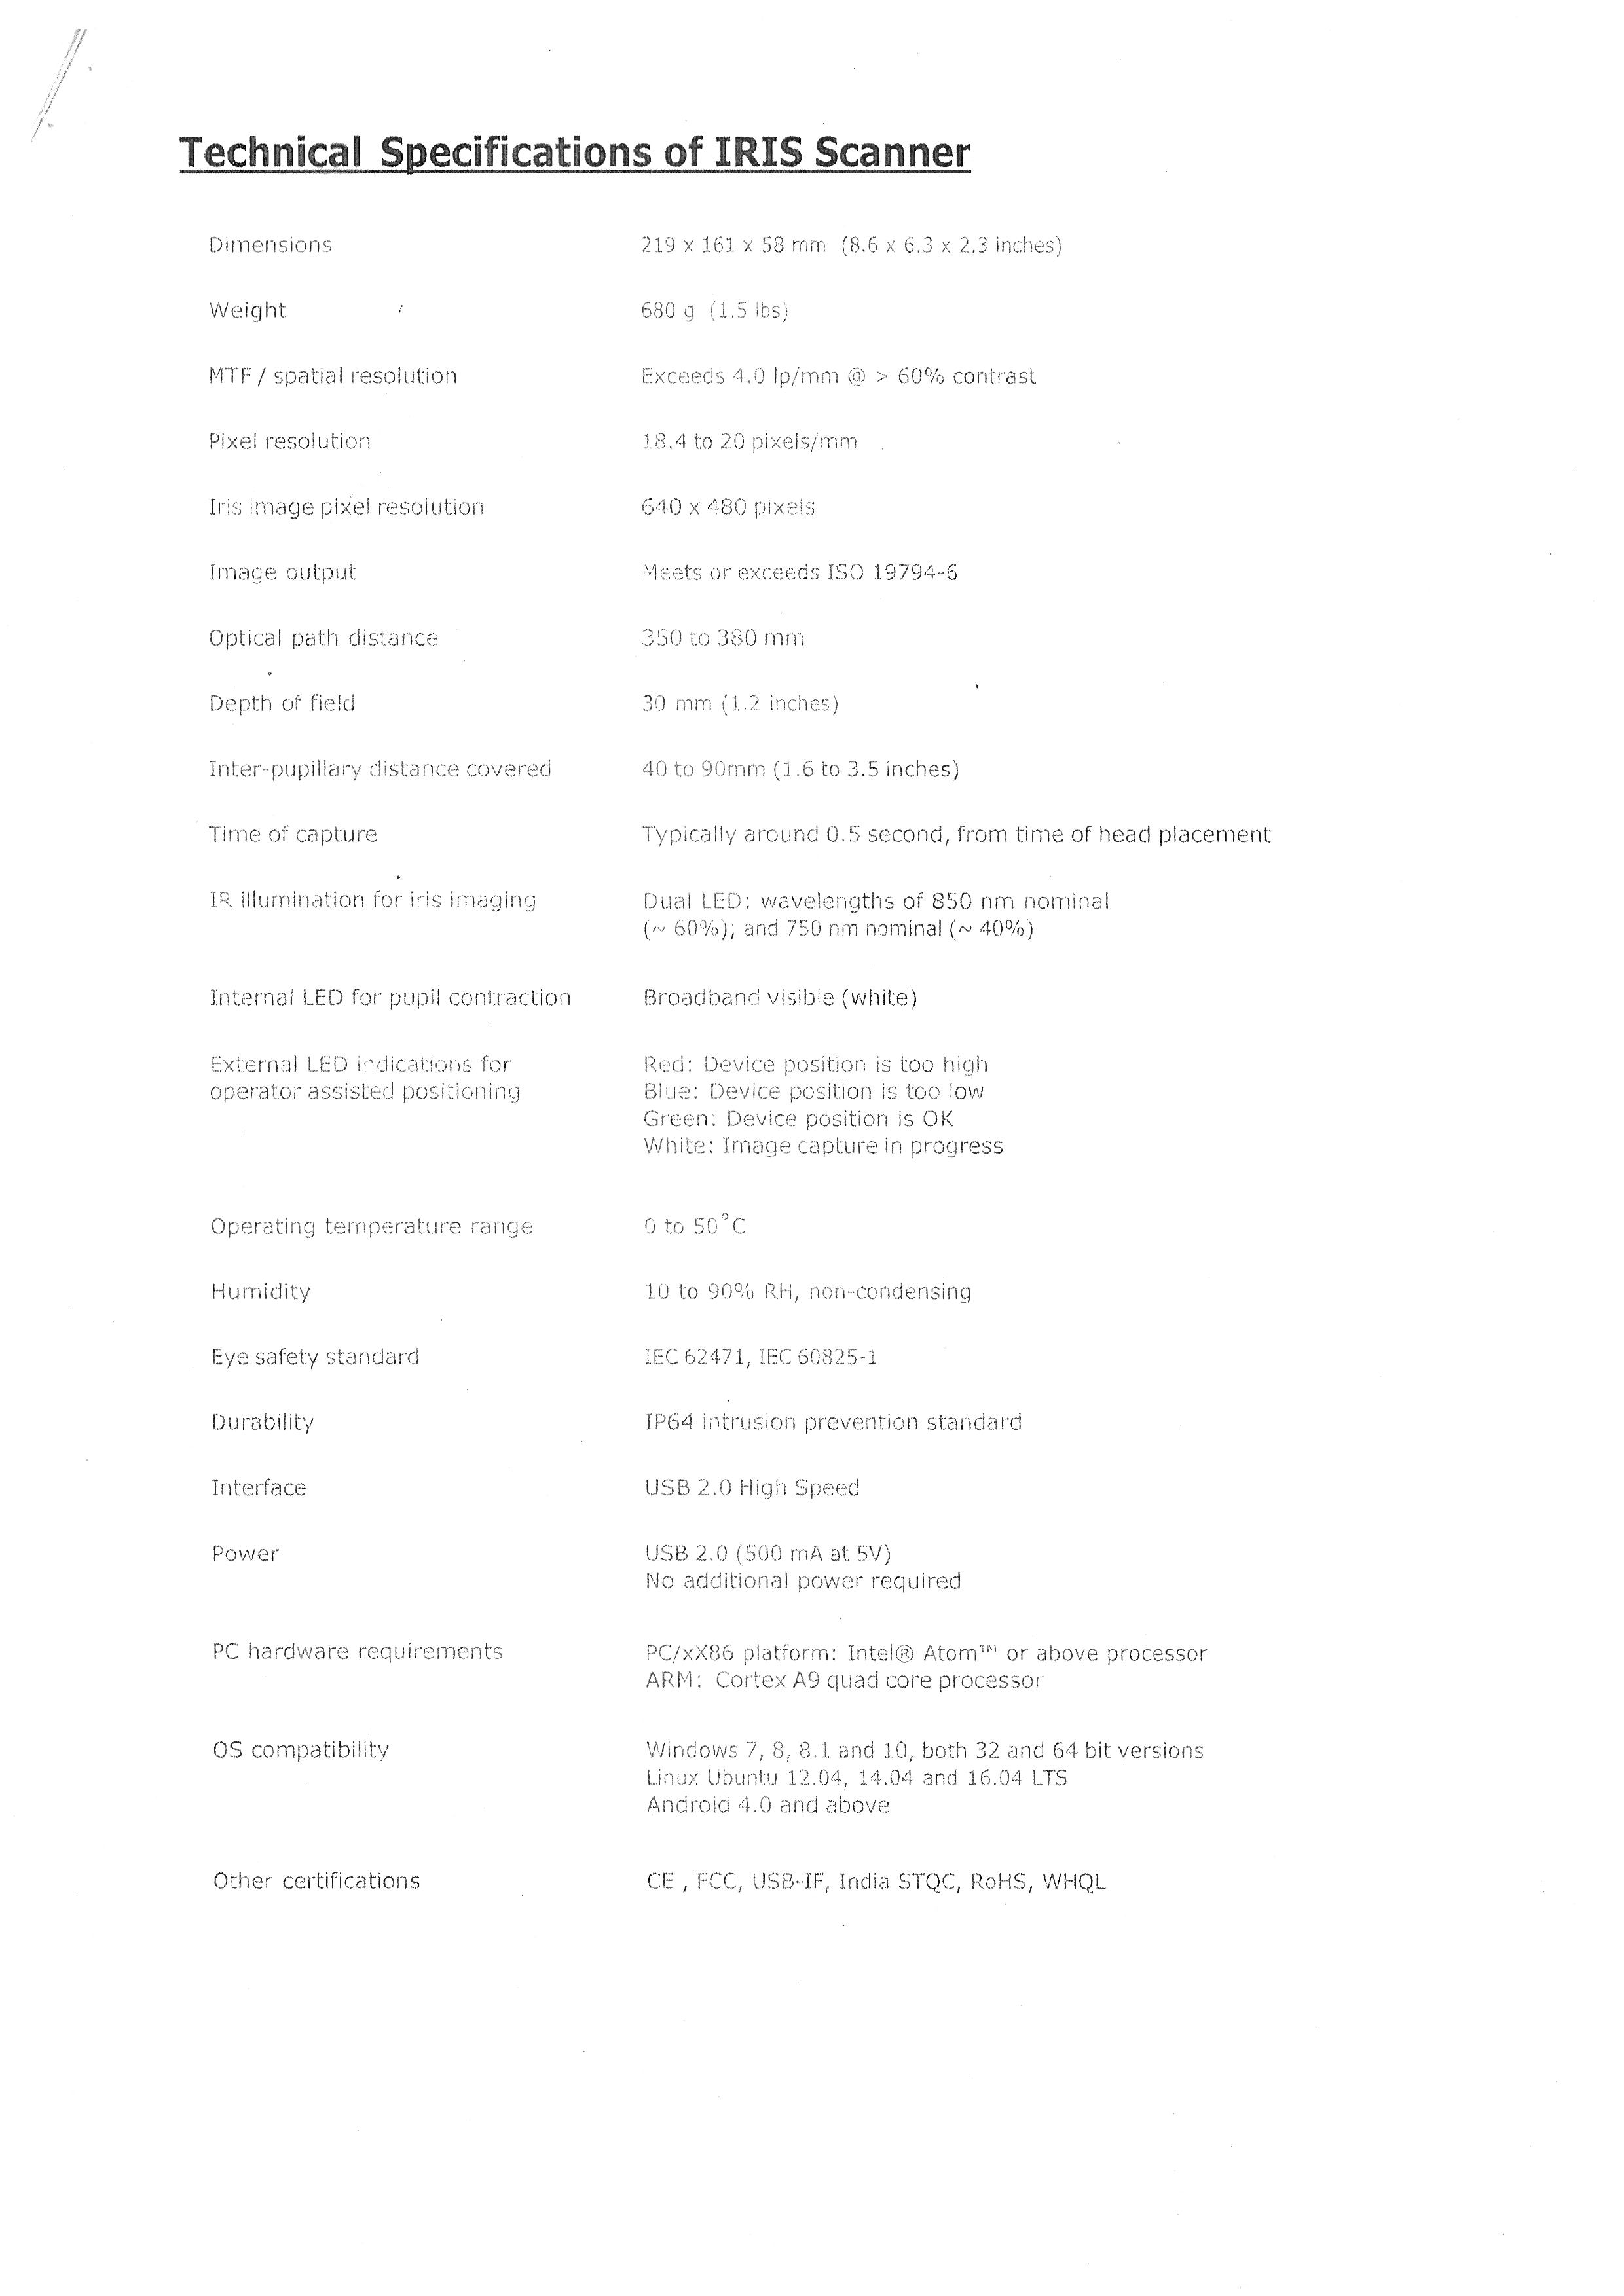 Technical Specifications of IRIS Scanner
Dimensions 219 x 161 x 58 mm (8.6 x 6.3 x 2.3 inches)
Weight 680 g (1.5 lbs)
MTF / spatial resolution Exceeds 4.0 lp/mm @ > 60% contrast
Pixel resolution 18.4 to 20 pixels/mm
Iris image pixel resolution 640 x 480 pixels
Image output Meets or exceeds ISO 19794-6
Optical path distance 350 to 380 mm
Depth of field 30 mm (1.2 inches)
Inter-pupillary distance covered 40 to 90mm (1.6 to 3.5 inches)
Time of capture Typically around 0.5 second, from time of head placement
IR illumination for iris imaging Dual LED: wavelengths of 850 nm nominal
(~ 60%); and 750 nm nominal (~ 40%)
Internal LED for pupil contraction Broadband visible (white)
External LED indications for Red: Device position is too high
operator assisted positioning Blue: Device position is too low
Green: Device position is OK
White: Image capture in progress
Operating temperature range 0 to 50°C
Humidity 10 to 90% RH, non-condensing
Eye safety standard IEC 62471, IEC 60825-1
Durability IP64 intrusion prevention standard
Interface USB 2.0 High Speed
Power USB 2.0 (500 mA at 5V)
No additional power required
PC hardware requirements PC/xX86 platform: Intel® Atom™ or above processor
ARM: Cortex A9 quad core processor
OS compatibility Windows 7, 8, 8.1 and 10, both 32 and 64 bit versions
Linux Ubuntu 12.04, 14.04 and 16.04 LTS
Android 4.0 and above
Other certifications CE , FCC, USB-IF, India STQC, RoHS, WHQL